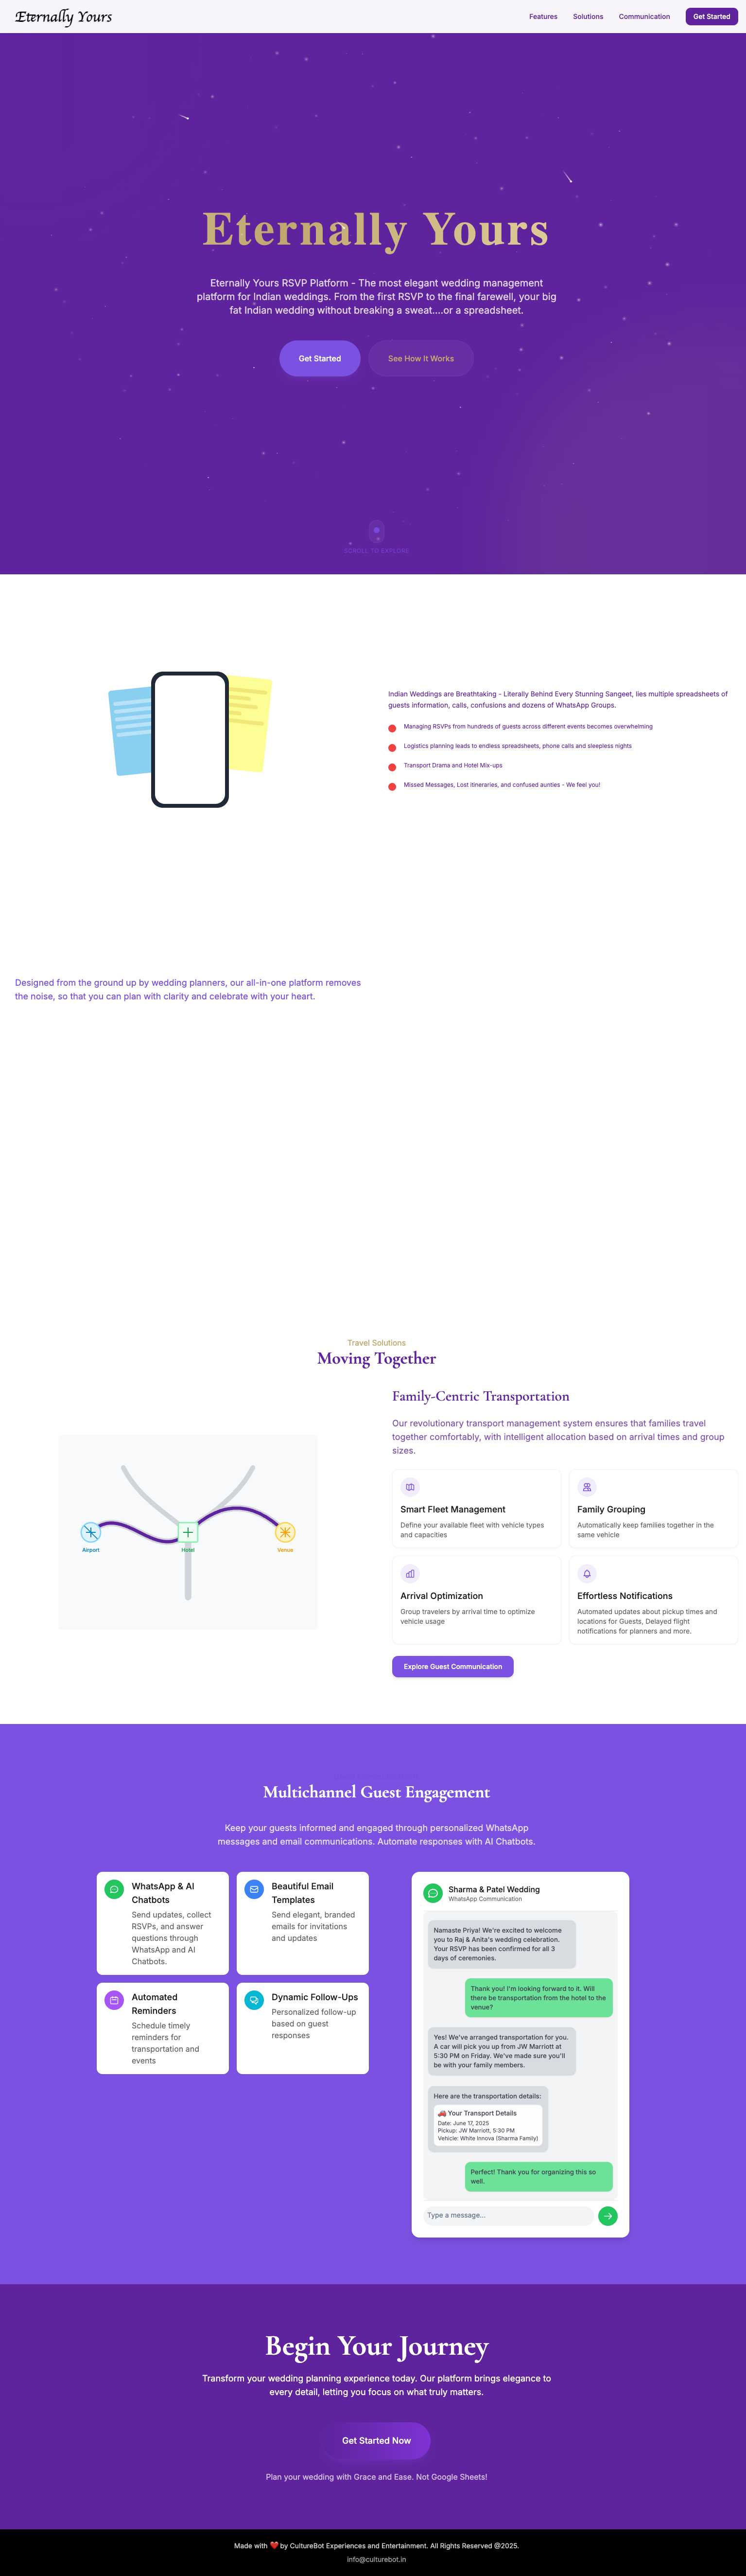 Eternally Yours
Features
Solutions
Communication
Get Started
Eternally Yours
Eternally Yours RSVP Platform - The most elegant wedding management
platform for Indian weddings. From the first RSVP to the final farewell, your big
fat Indian wedding without breaking a sweat....or a spreadsheet.
Get Started
See How It Works
SCROLL TO EXPLORE
Indian Weddings are Breathtaking - Literally Behind Every Stunning Sangeet, lies multiple spreadsheets of
guests information, calls, confusions and dozens of WhatsApp Groups.
Managing RSVPs from hundreds of guests across different events becomes overwhelming
Logistics planning leads to endless spreadsheets, phone calls and sleepless nights
Transport Drama and Hotel Mix-ups
Missed Messages, Lost Itineraries, and confused aunties - We feel you!
Designed from the ground up by wedding planners, our all-in-one platform removes
the noise, so that you can plan with clarity and celebrate with your heart.
Travel Solutions
Moving Together
Airport
Hotel
Venue
Family-Centric Transportation
Our revolutionary transport management system ensures that families travel
together comfortably, with intelligent allocation based on arrival times and group
sizes.
Smart Fleet Management
Define your available fleet with vehicle types
and capacities
Family Grouping
Automatically keep families together in the
same vehicle
Arrival Optimization
Group travelers by arrival time to optimize
vehicle usage
Effortless Notifications
Automated updates about pickup times and
locations for Guests, Delayed flight
notifications for planners and more.
Explore Guest Communication
Multichannel Guest Engagement
Keep your guests informed and engaged through personalized WhatsApp
messages and email communications. Automate responses with AI Chatbots.
WhatsApp & AI
Chatbots
Send updates, collect
RSVPs, and answer
questions through
WhatsApp and AI
Chatbots.
Beautiful Email
Templates
Send elegant, branded
emails for invitations
and updates
Automated
Reminders
Schedule timely
reminders for
transportation and
events
Dynamic Follow-Ups
Personalized follow-up
based on guest
responses
Sharma & Patel Wedding
WhatsApp Communication
Namaste Priya! We're excited to welcome
you to Raj & Anita's wedding celebration.
Your RSVP has been confirmed for all 3
days of ceremonies.
Thank you! I'm looking forward to it. Will
there be transportation from the hotel to the
venue?
Yes! We've arranged transportation for you.
A car will pick you up from JW Marriott at
5:30 PM on Friday. We've made sure you'll
be with your family members.
Here are the transportation details:
🚗 Your Transport Details
Date: June 17, 2025
Pickup: JW Marriott, 5:30 PM
Vehicle: White Innova (Sharma Family)
Perfect! Thank you for organizing this so
well.
Type a message...
Begin Your Journey
Transform your wedding planning experience today. Our platform brings elegance to
every detail, letting you focus on what truly matters.
Get Started Now
Plan your wedding with Grace and Ease. Not Google Sheets!
Made with ❤️ by CultureBot Experiences and Entertainment. All Rights Reserved @2025.
info@culturebot.in